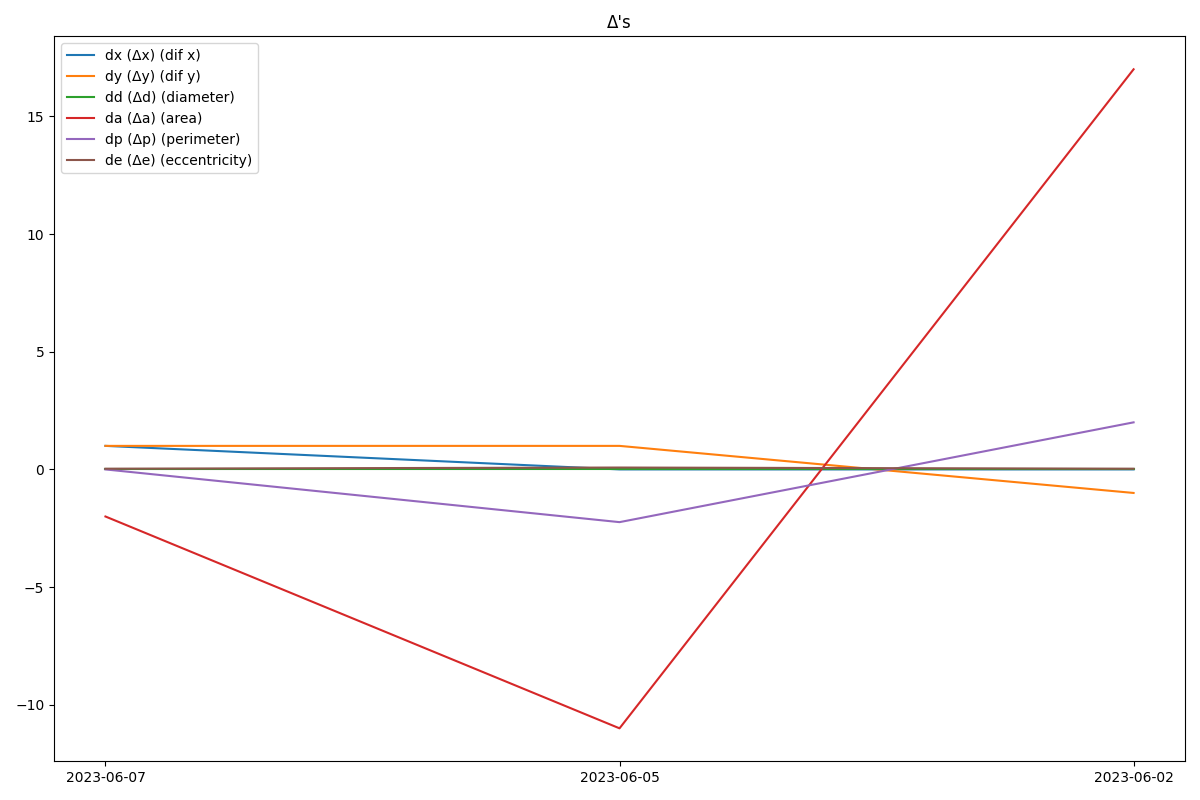 Δ's
dx (Δx) (dif x)
dy (Δy) (dif y)
dd (Δd) (diameter)
da (Δa) (area)
dp (Δp) (perimeter)
de (Δe) (eccentricity)
15
10
5
0
−5
−10
2023-06-07 2023-06-05 2023-06-02